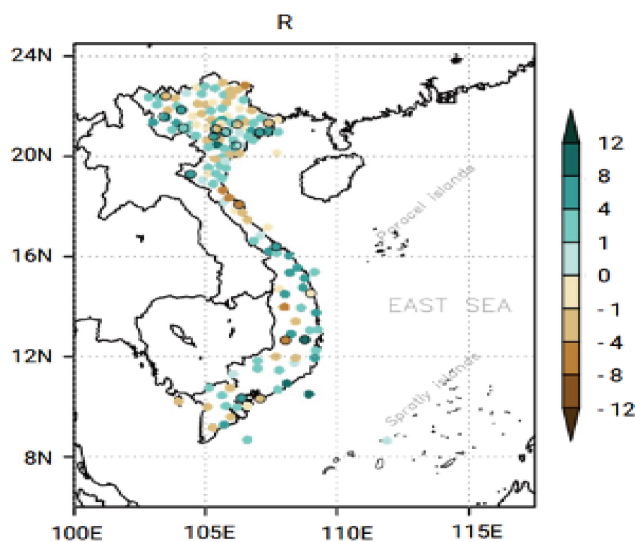 R
24N
20N
16N
12N
8N
100E
105E
110E
115E
Paracel islands
EAST SEA
Spratly islands
12
8
4
1
0
- 1
- 4
- 8
- 12